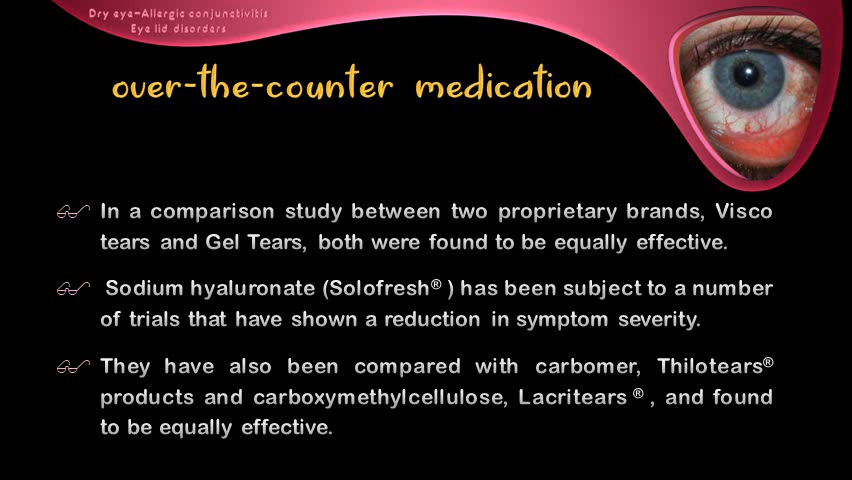 Dry eye-Allergic conjunctivitis
Eye lid disorders
over-the-counter medication
In a comparison study between two proprietary brands, Visco
tears and Gel Tears, both were found to be equally effective.
Sodium hyaluronate (Solofresh® ) has been subject to a number
of trials that have shown a reduction in symptom severity.
They have also been compared with carbomer, Thilotears®
products and carboxymethylcellulose, Lacritears ® , and found
to be equally effective.